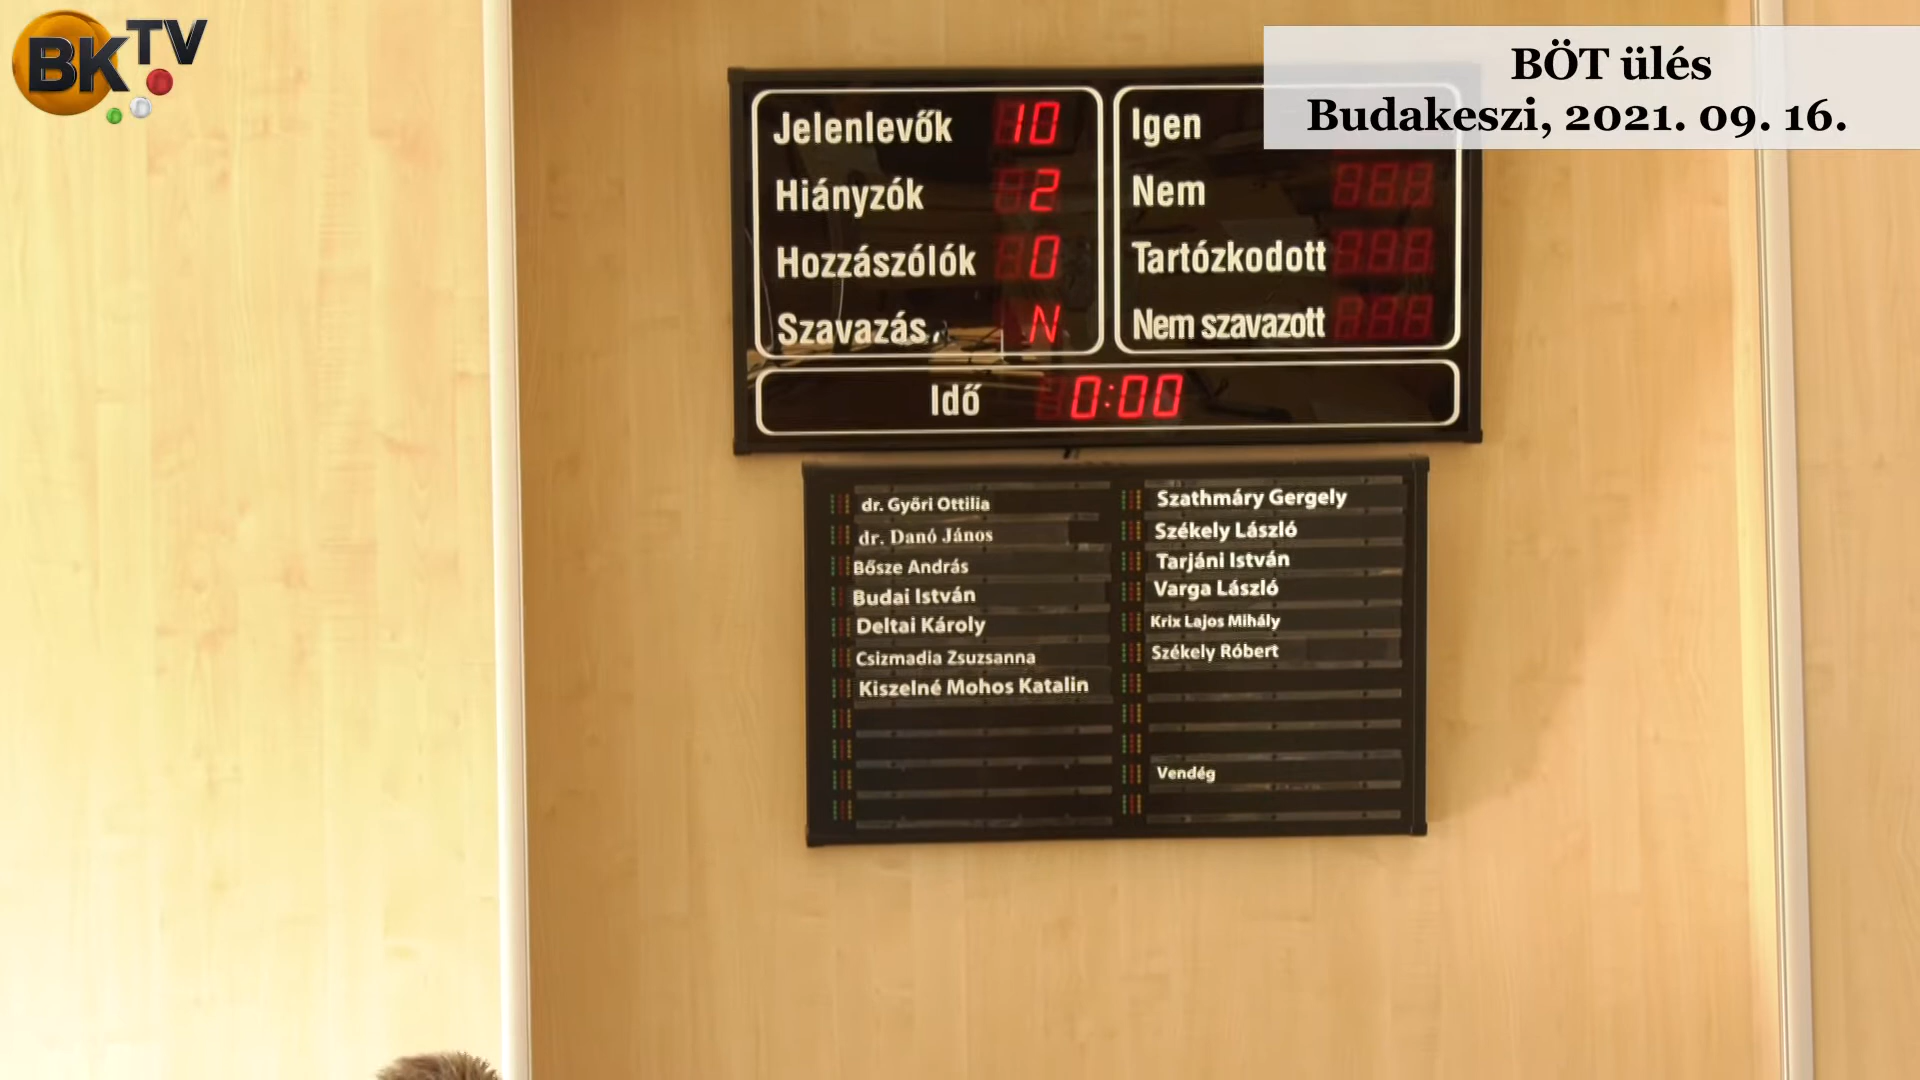 BKTV
BÖT ülés
Budakeszi, 2021. 09. 16.
Jelenlevők 10
Hiányzók 2
Hozzászólók 0
Szavazás N
Igen
Nem
Tartózkodott
Nem szavazott
Idő 0:00
dr. Győri Ottilia
dr. Danó János
Bősze András
Budai István
Deltai Károly
Csizmadia Zsuzsanna
Kiszelné Mohos Katalin
Szathmáry Gergely
Székely László
Tarjáni István
Varga László
Krix Lajos Mihály
Székely Róbert
Vendég